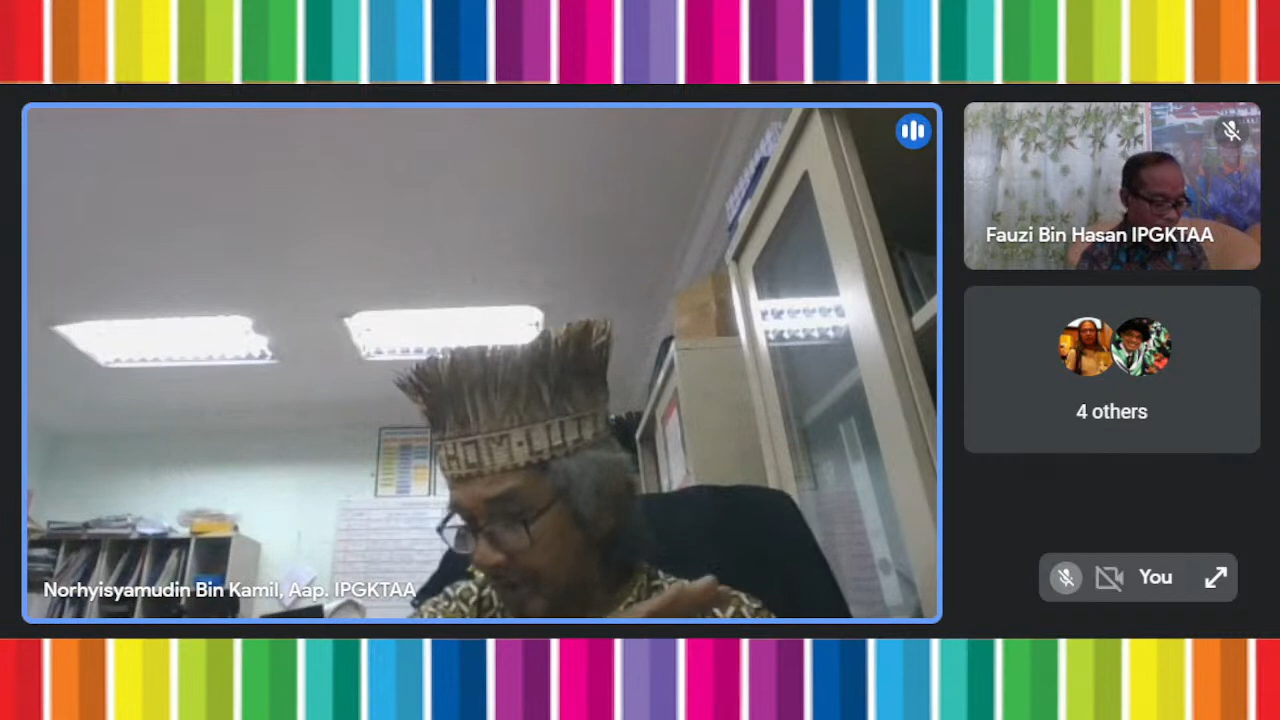 Norhyisyamudin Bin Kamil, Aap. IPGKTAA
Fauzi Bin Hasan IPGKTAA
4 others
You